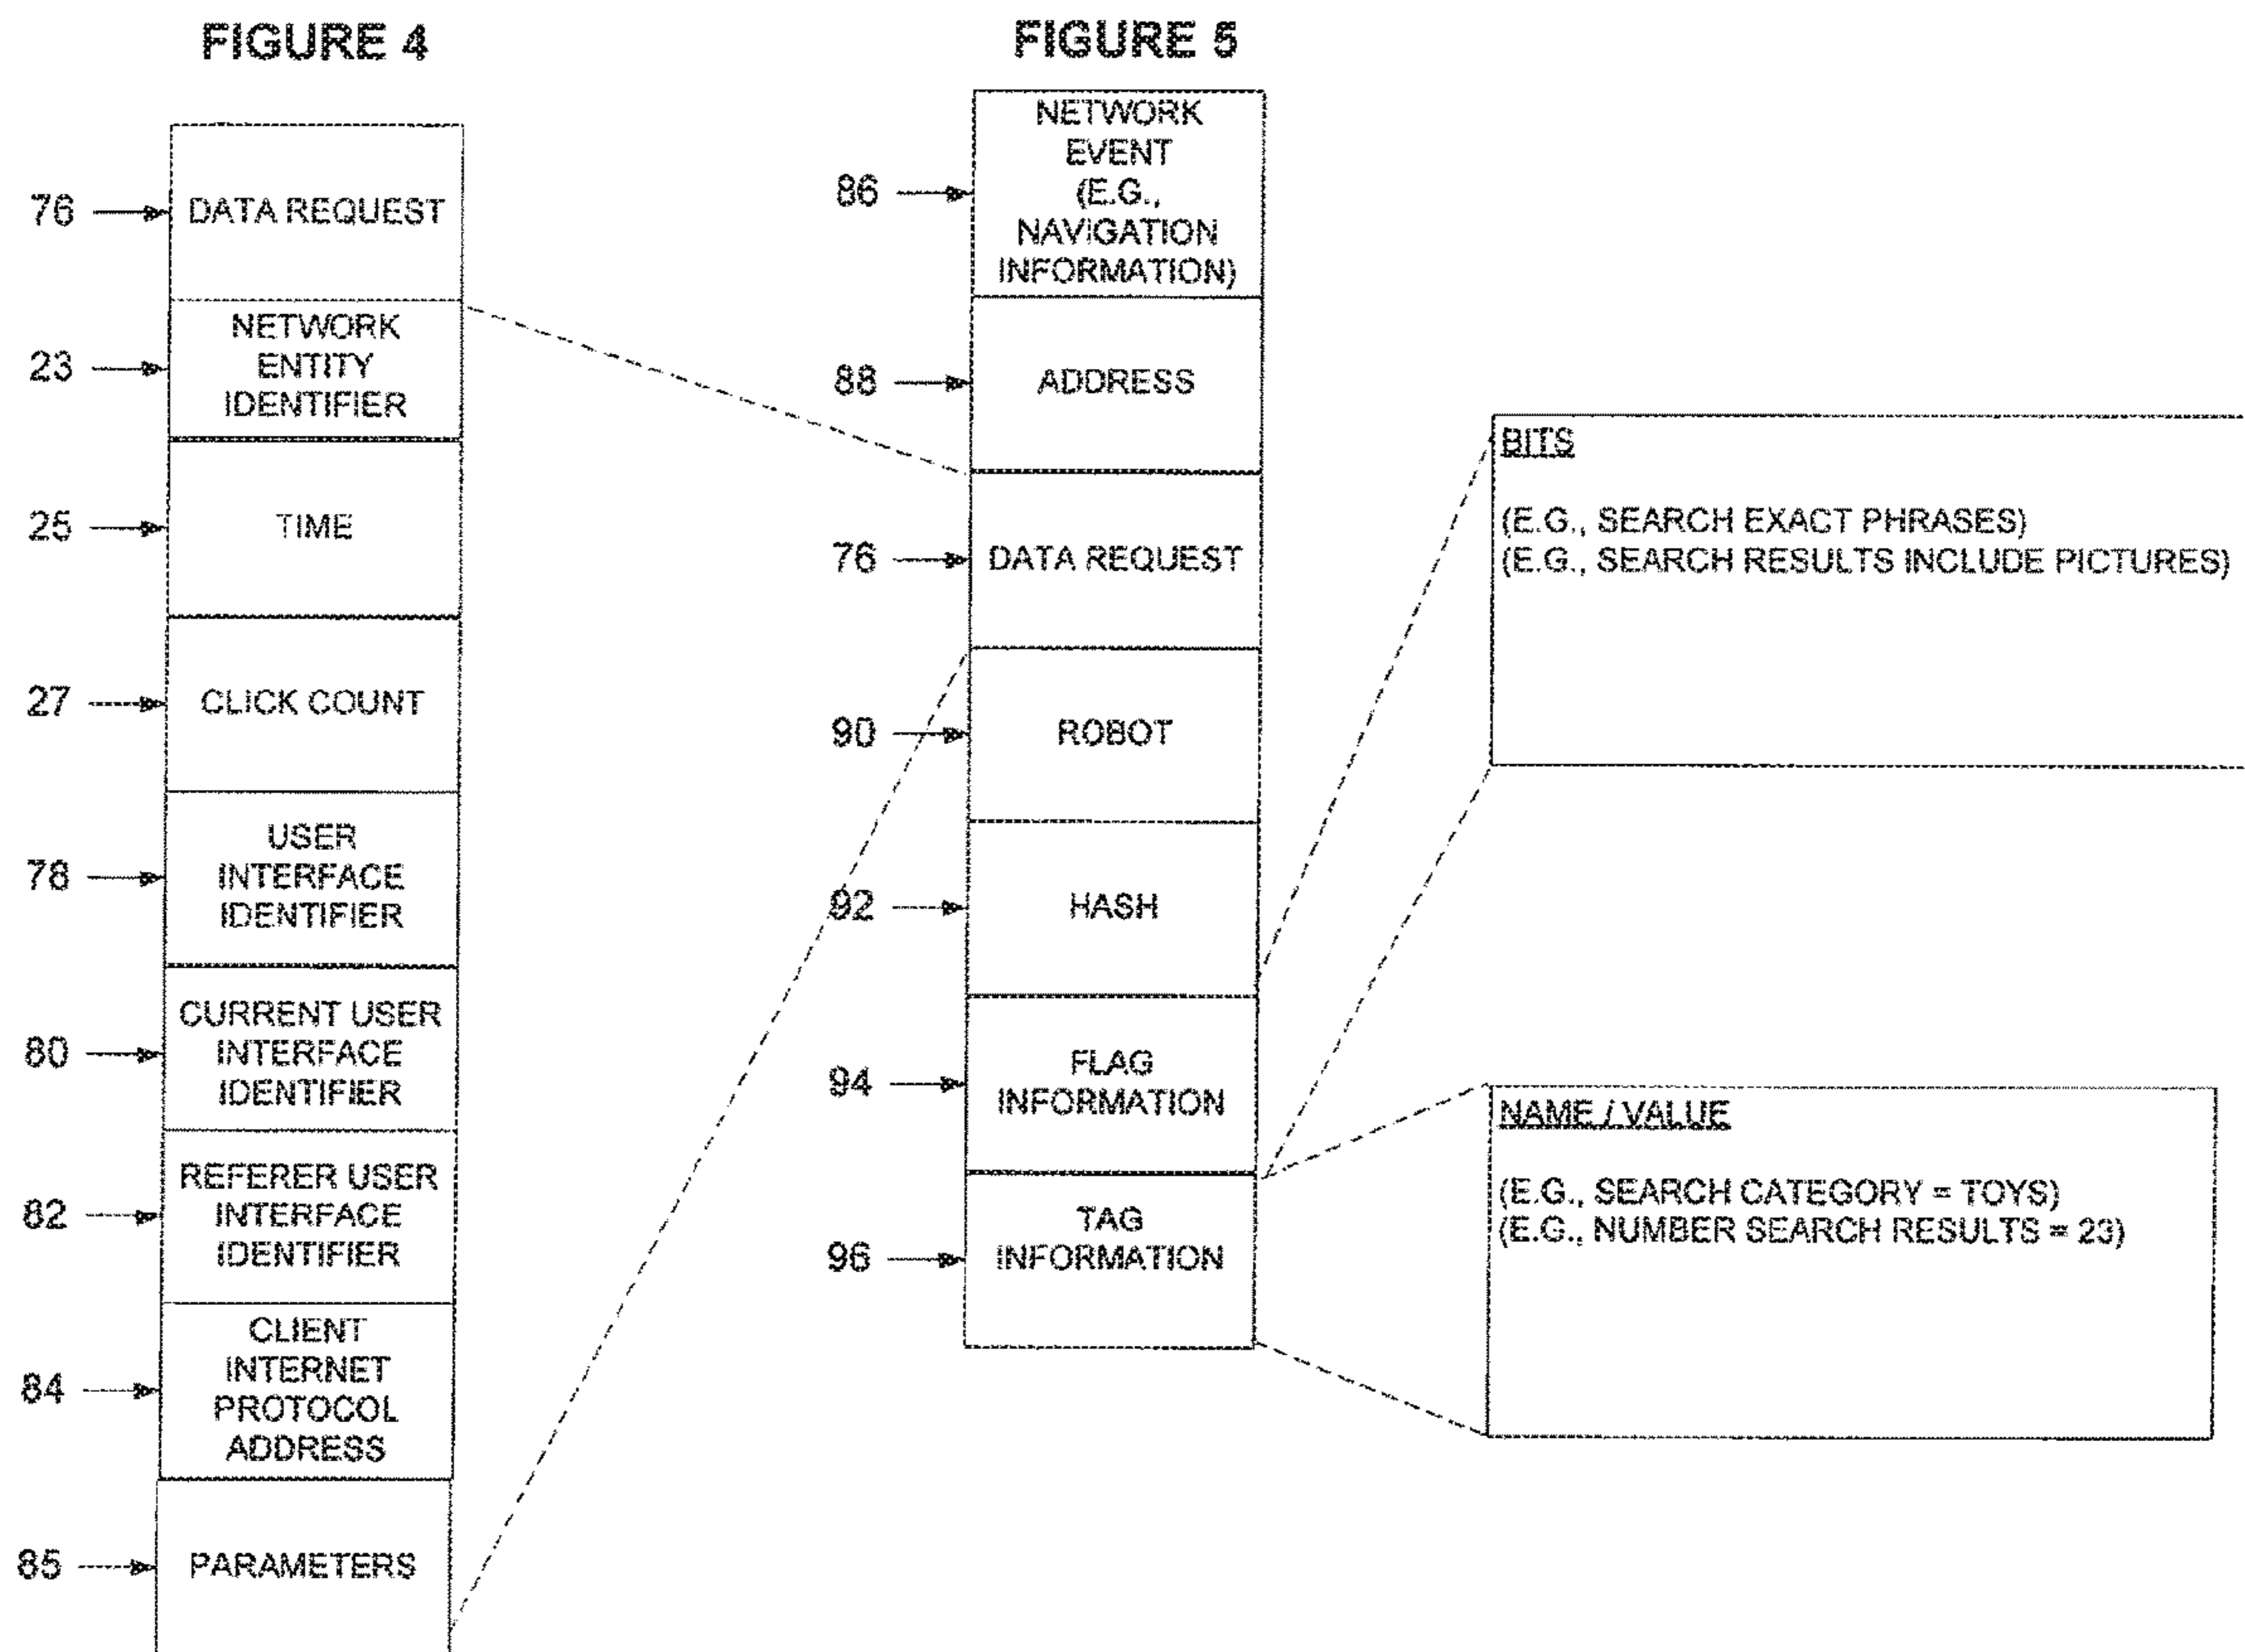 FIGURE 4
76
DATA REQUEST
23
NETWORK
ENTITY
IDENTIFIER
25
TIME
27
CLICK COUNT
78
USER
INTERFACE
IDENTIFIER
80
CURRENT USER
INTERFACE
IDENTIFIER
82
REFERER USER
INTERFACE
IDENTIFIER
84
CLIENT
INTERNET
PROTOCOL
ADDRESS
85
PARAMETERS
FIGURE 5
86
NETWORK
EVENT
(E.G.,
NAVIGATION
INFORMATION)
88
ADDRESS
76
DATA REQUEST
90
ROBOT
92
HASH
94
FLAG
INFORMATION
96
TAG
INFORMATION
BITS
(E.G., SEARCH EXACT PHRASES)
(E.G., SEARCH RESULTS INCLUDE PICTURES)
NAME / VALUE
(E.G., SEARCH CATEGORY = TOYS)
(E.G., NUMBER SEARCH RESULTS = 23)